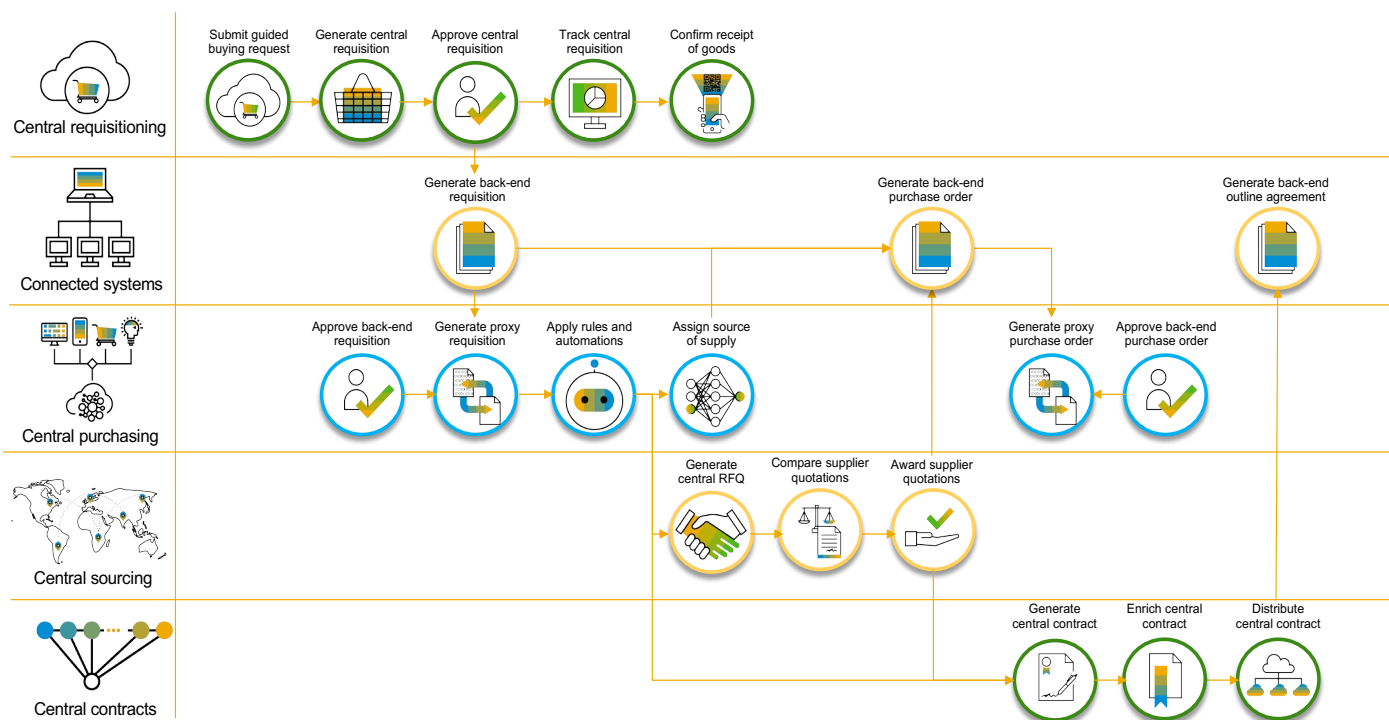 Submit guided
buying request
Generate central
requisition
Approve central
requisition
Track central
requisition
Confirm receipt
of goods
Central requisitioning
Generate back-end
requisition
Generate back-end
purchase order
Generate back-end
outline agreement
Connected systems
Approve back-end
requisition
Generate proxy
requisition
Apply rules and
automations
Assign source
of supply
Generate proxy
purchase order
Approve back-end
purchase order
Central purchasing
Generate
central RFQ
Compare supplier
quotations
Award supplier
quotations
Central sourcing
Generate
central contract
Enrich central
contract
Distribute
central contract
Central contracts